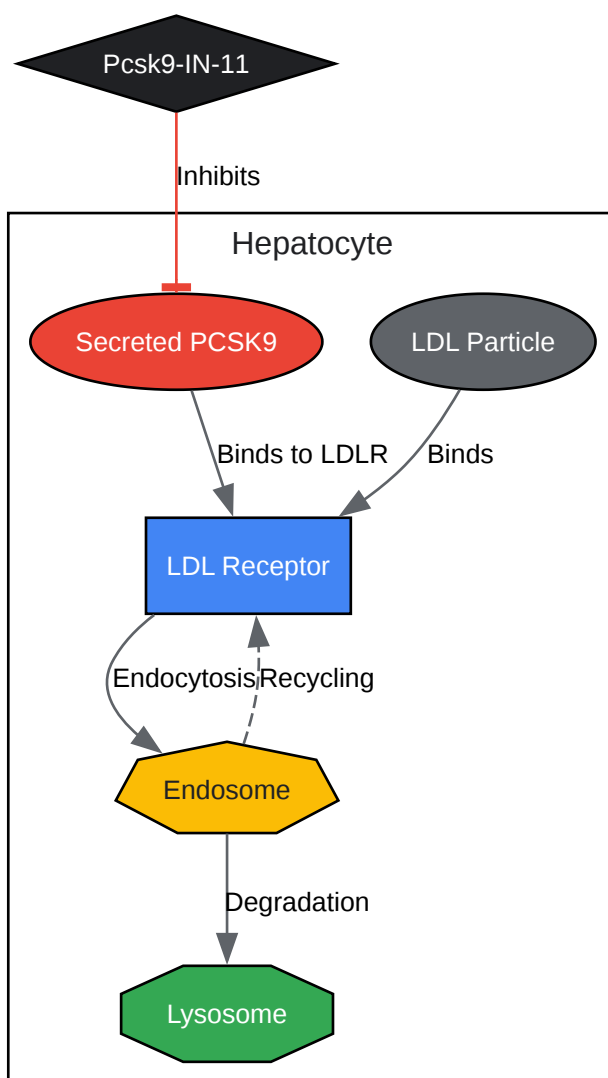 Pcsk9-IN-11
Inhibits
Hepatocyte
Secreted PCSK9
LDL Particle
Binds to LDLR
Binds
LDL Receptor
Endocytosis
Recycling
Endosome
Degradation
Lysosome